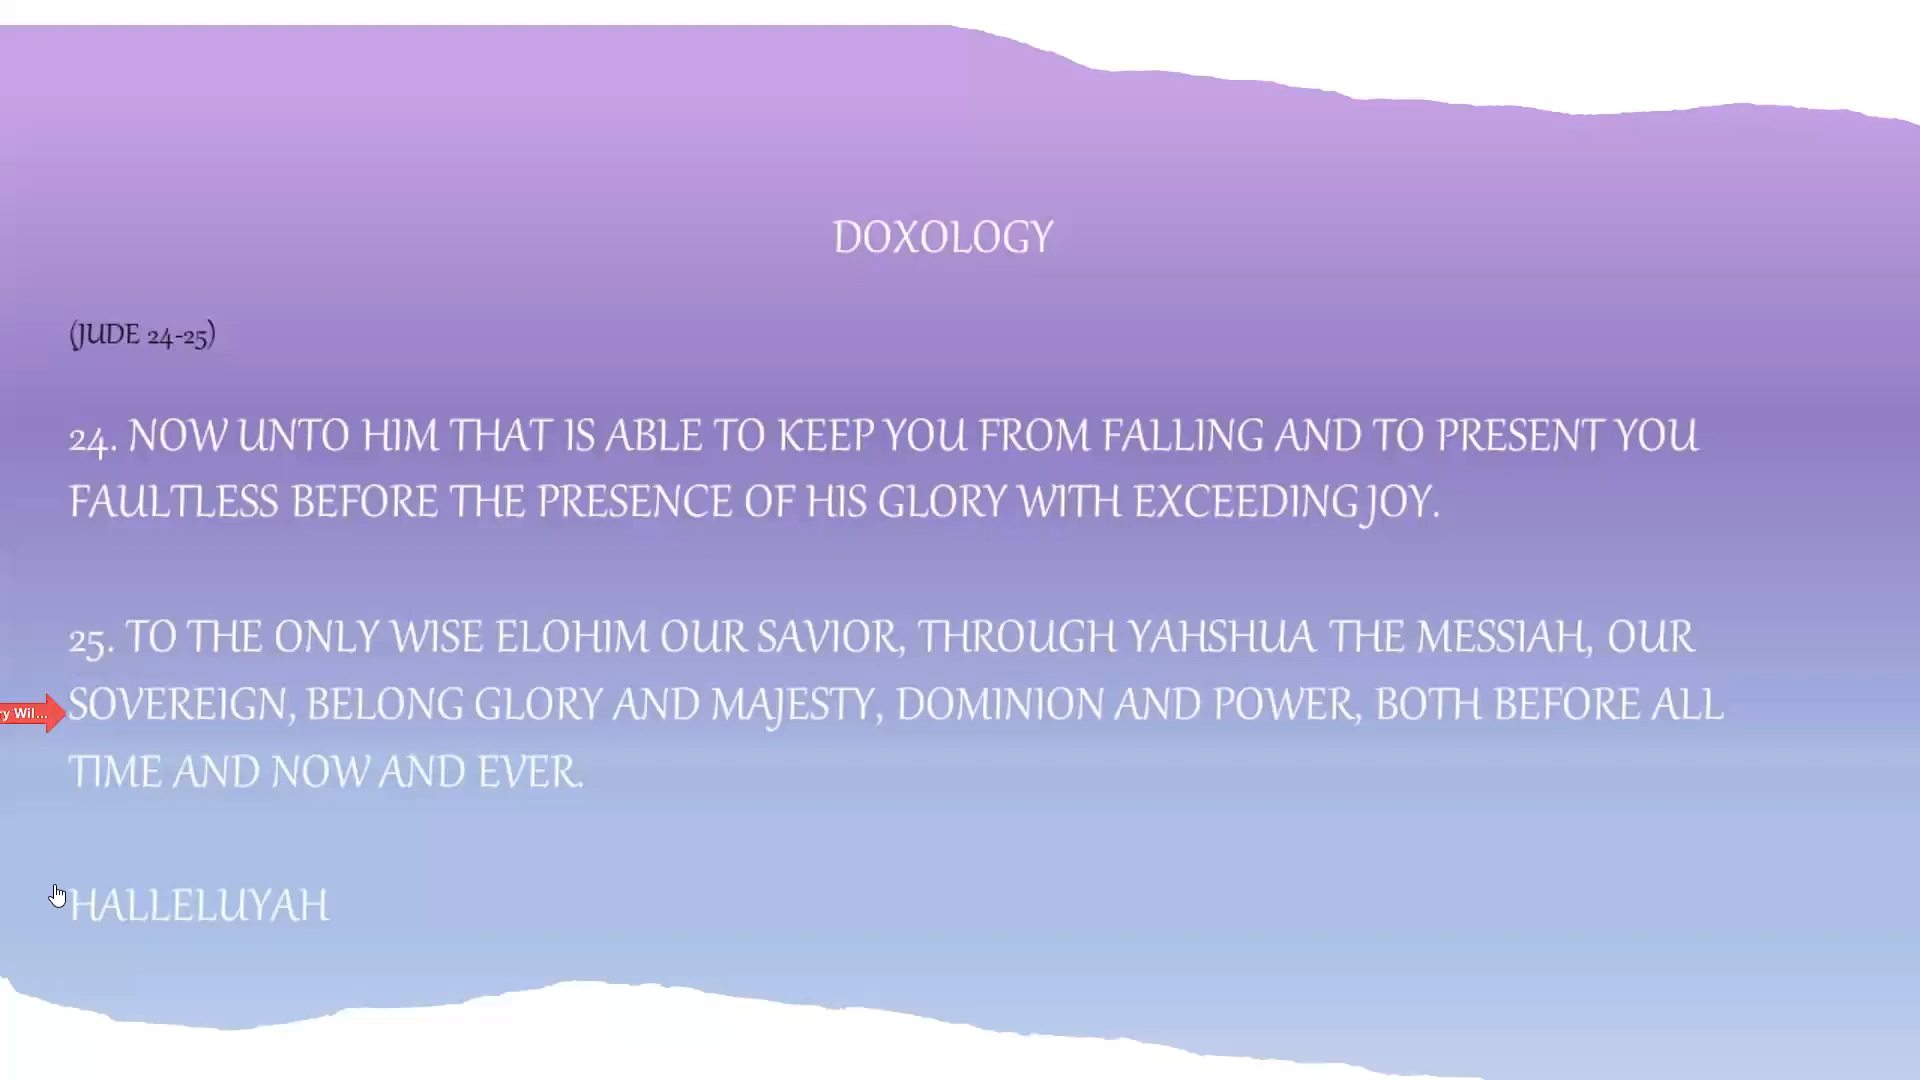 DOXOLOGY
(JUDE 24-25)
24. NOW UNTO HIM THAT IS ABLE TO KEEP YOU FROM FALLING AND TO PRESENT YOU
FAULTLESS BEFORE THE PRESENCE OF HIS GLORY WITH EXCEEDING JOY.
25. TO THE ONLY WISE ELOHIM OUR SAVIOR, THROUGH YAHSHUA THE MESSIAH, OUR
ry Wil...
SOVEREIGN, BELONG GLORY AND MAJESTY, DOMINION AND POWER, BOTH BEFORE ALL
TIME AND NOW AND EVER.
HALLELUYAH